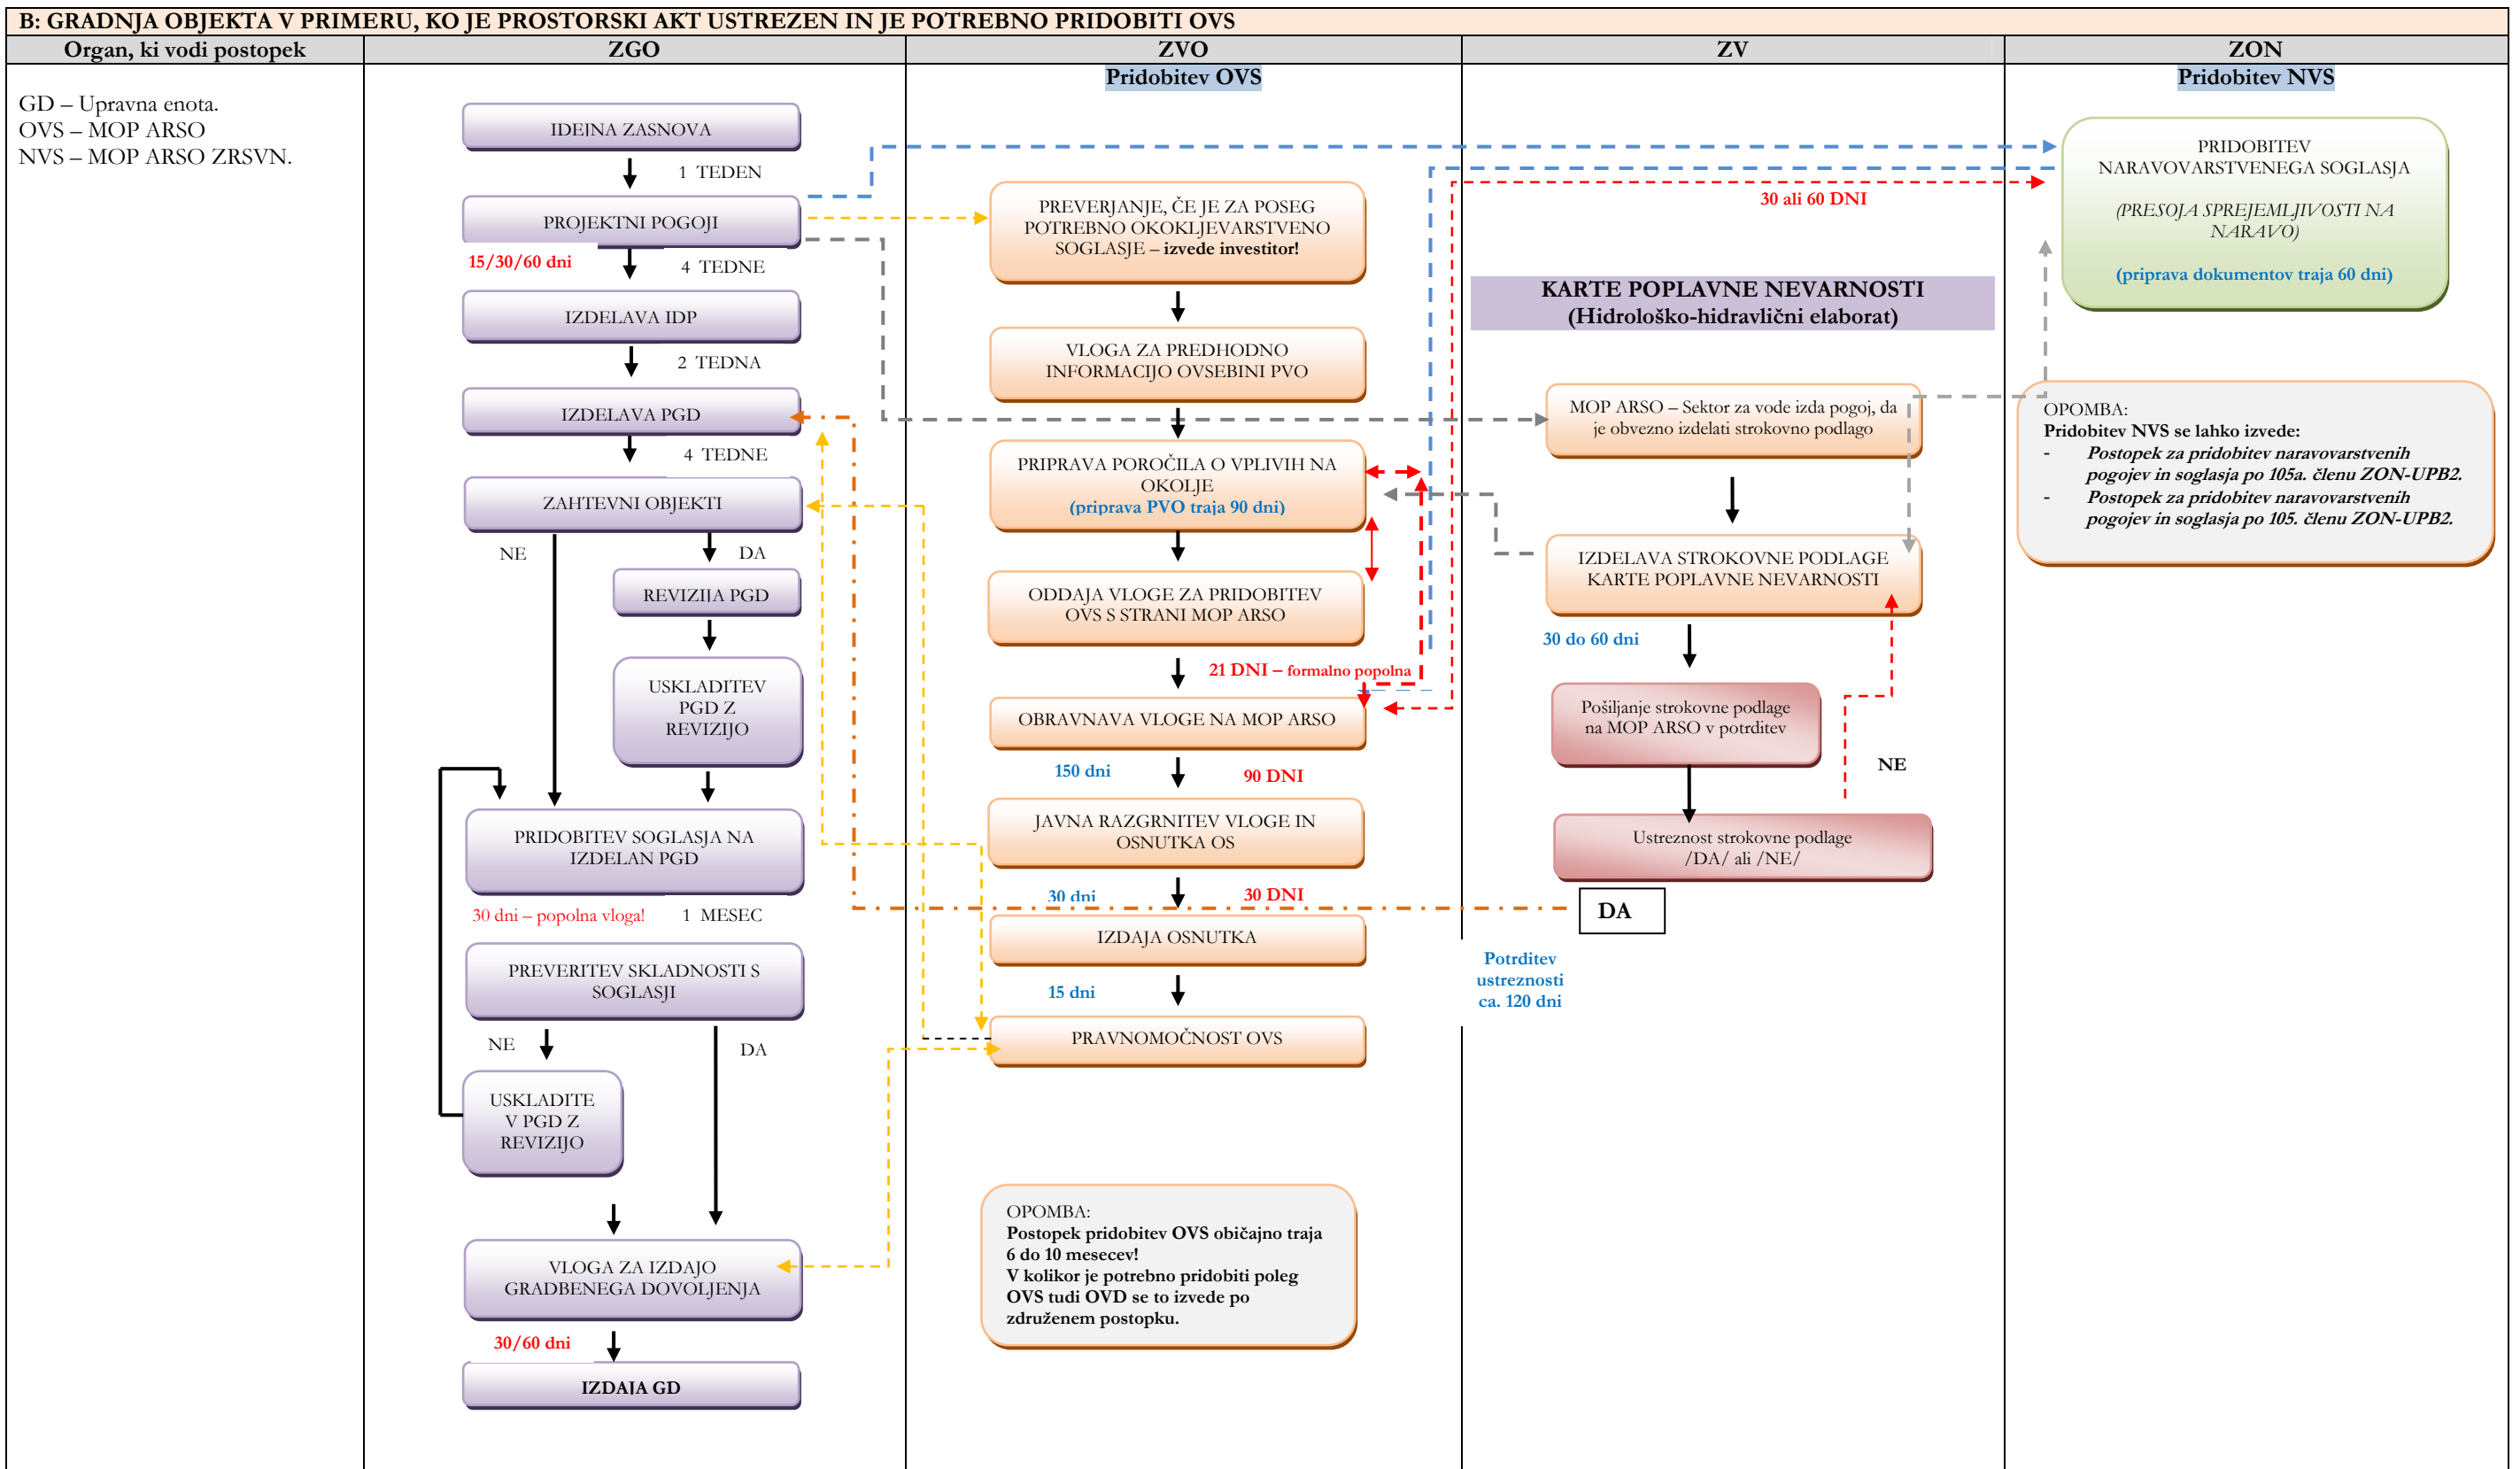 B: GRADNJA OBJEKTA V PRIMERU, KO JE PROSTORSKI AKT USTREZEN IN JE POTREBNO PRIDOBITI OVS
Organ, ki vodi postopek
ZGO
ZVO
ZV
ZON
GD – Upravna enota.
OVS – MOP ARSO
NVS – MOP ARSO ZRSVN.
IDEJNA ZASNOVA
1 TEDEN
PROJEKTNI POGOJI
15/30/60 dni
4 TEDNE
IZDELAVA IDP
2 TEDNA
IZDELAVA PGD
4 TEDNE
ZAHTEVNI OBJEKTI
NE
DA
REVIZIJA PGD
USKLADITEV
PGD Z
REVIZIJO
PRIDOBITEV SOGLASJA NA
IZDELAN PGD
30 dni – popolna vloga!
1 MESEC
PREVERITEV SKLADNOSTI S
SOGLASJI
NE
DA
USKLADITE
V PGD Z
REVIZIJO
VLOGA ZA IZDAJO
GRADBENEGA DOVOLJENJA
30/60 dni
IZDAJA GD
Pridobitev OVS
PREVERJANJE, ČE JE ZA POSEG
POTREBNO OKOKLJEVARSTVENO
SOGLASJE – izvede investitor!
VLOGA ZA PREDHODNO
INFORMACIJO OVSEBINI PVO
PRIPRAVA POROČILA O VPLIVIH NA
OKOLJE
(priprava PVO traja 90 dni)
ODDAJA VLOGE ZA PRIDOBITEV
OVS S STRANI MOP ARSO
21 DNI – formalno popolna
OBRAVNAVA VLOGE NA MOP ARSO
150 dni
90 DNI
JAVNA RAZGRNITEV VLOGE IN
OSNUTKA OS
30 dni
30 DNI
IZDAJA OSNUTKA
15 dni
PRAVNOMOČNOST OVS
OPOMBA:
Postopek pridobitev OVS običajno traja
6 do 10 mesecev!
V kolikor je potrebno pridobiti poleg
OVS tudi OVD se to izvede po
združenem postopku.
30 ali 60 DNI
KARTE POPLAVNE NEVARNOSTI
(Hidrološko-hidravlični elaborat)
MOP ARSO – Sektor za vode izda pogoj, da
je obvezno izdelati strokovno podlago
IZDELAVA STROKOVNE PODLAGE
KARTE POPLAVNE NEVARNOSTI
30 do 60 dni
Pošiljanje strokovne podlage
na MOP ARSO v potrditev
NE
Ustreznost strokovne podlage
/DA/ ali /NE/
DA
Potrditev
ustreznosti
ca. 120 dni
Pridobitev NVS
PRIDOBITEV
NARAVOVARSTVENEGA SOGLASJA
(PRESOJA SPREJEMLJIVOSTI NA
NARAVO)
(priprava dokumentov traja 60 dni)
OPOMBA:
Pridobitev NVS se lahko izvede:
- Postopek za pridobitev naravovarstvenih
pogojev in soglasja po 105a. členu ZON-UPB2.
- Postopek za pridobitev naravovarstvenih
pogojev in soglasja po 105. členu ZON-UPB2.